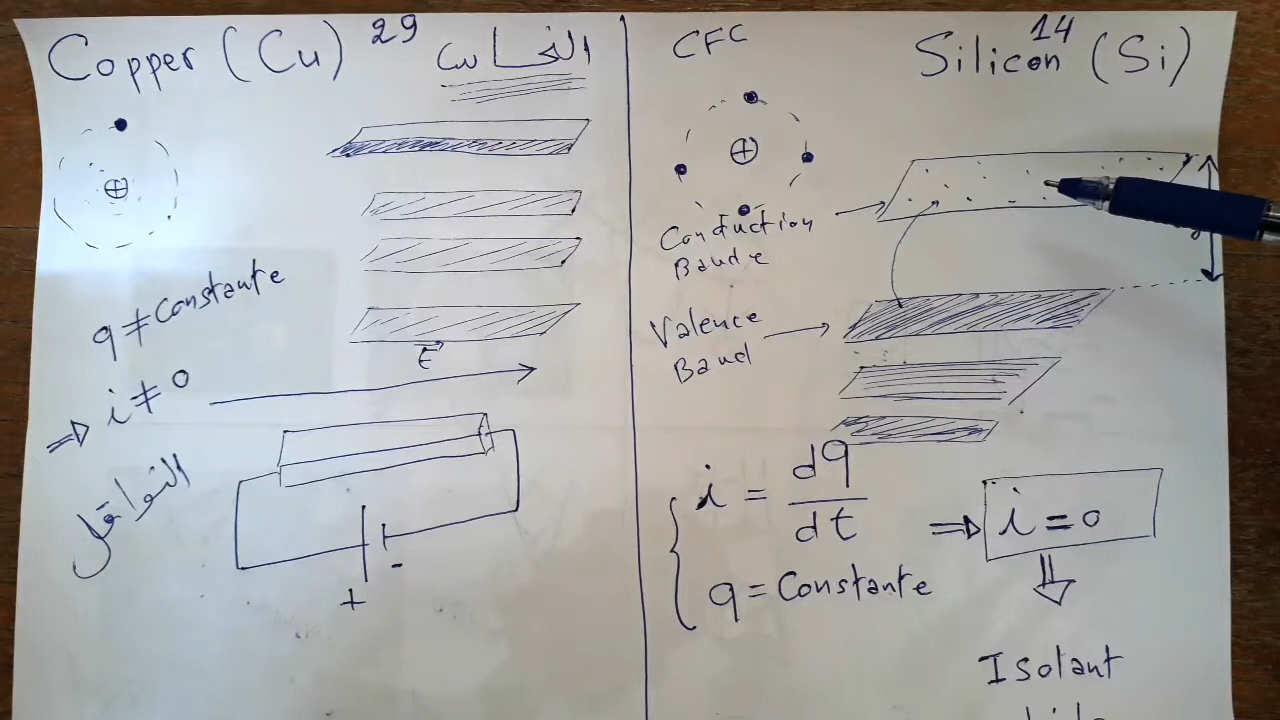 Copper (Cu) 29
النحاس
q ≠ Constante
⇒ i ≠ 0
النواقل
E
+
-
CFC
Silicon (Si) 14
Conduction
Bande
Valence
Band
i = dq/dt
q = Constante
⇒ i = 0
Isolant